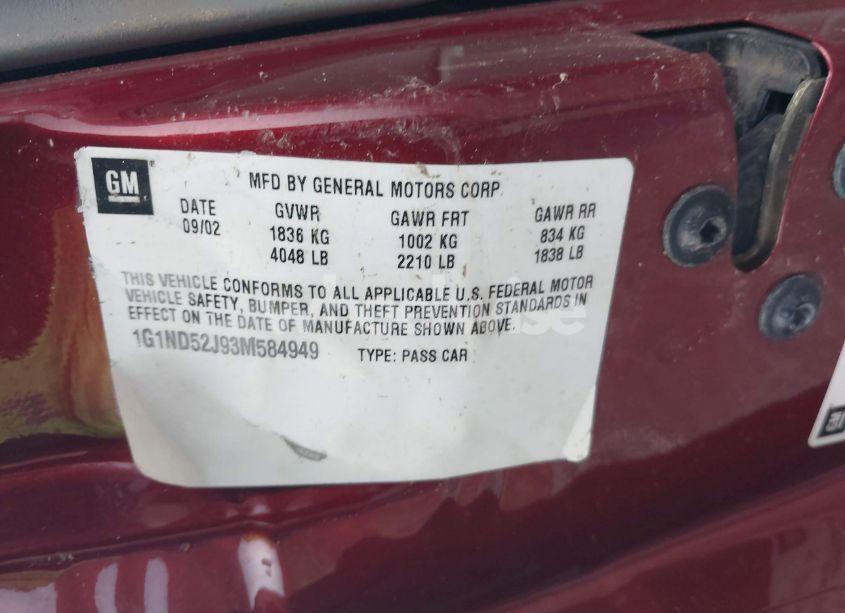 GM
MFD BY GENERAL MOTORS CORP.
DATE GVWR GAWR FRT GAWR RR
09/02 1836 KG 1002 KG 834 KG
4048 LB 2210 LB 1838 LB
THIS VEHICLE CONFORMS TO ALL APPLICABLE U.S. FEDERAL MOTOR
VEHICLE SAFETY, BUMPER, AND THEFT PREVENTION STANDARDS IN
EFFECT ON THE DATE OF MANUFACTURE SHOWN ABOVE.
1G1ND52J93M584949 TYPE: PASS CAR